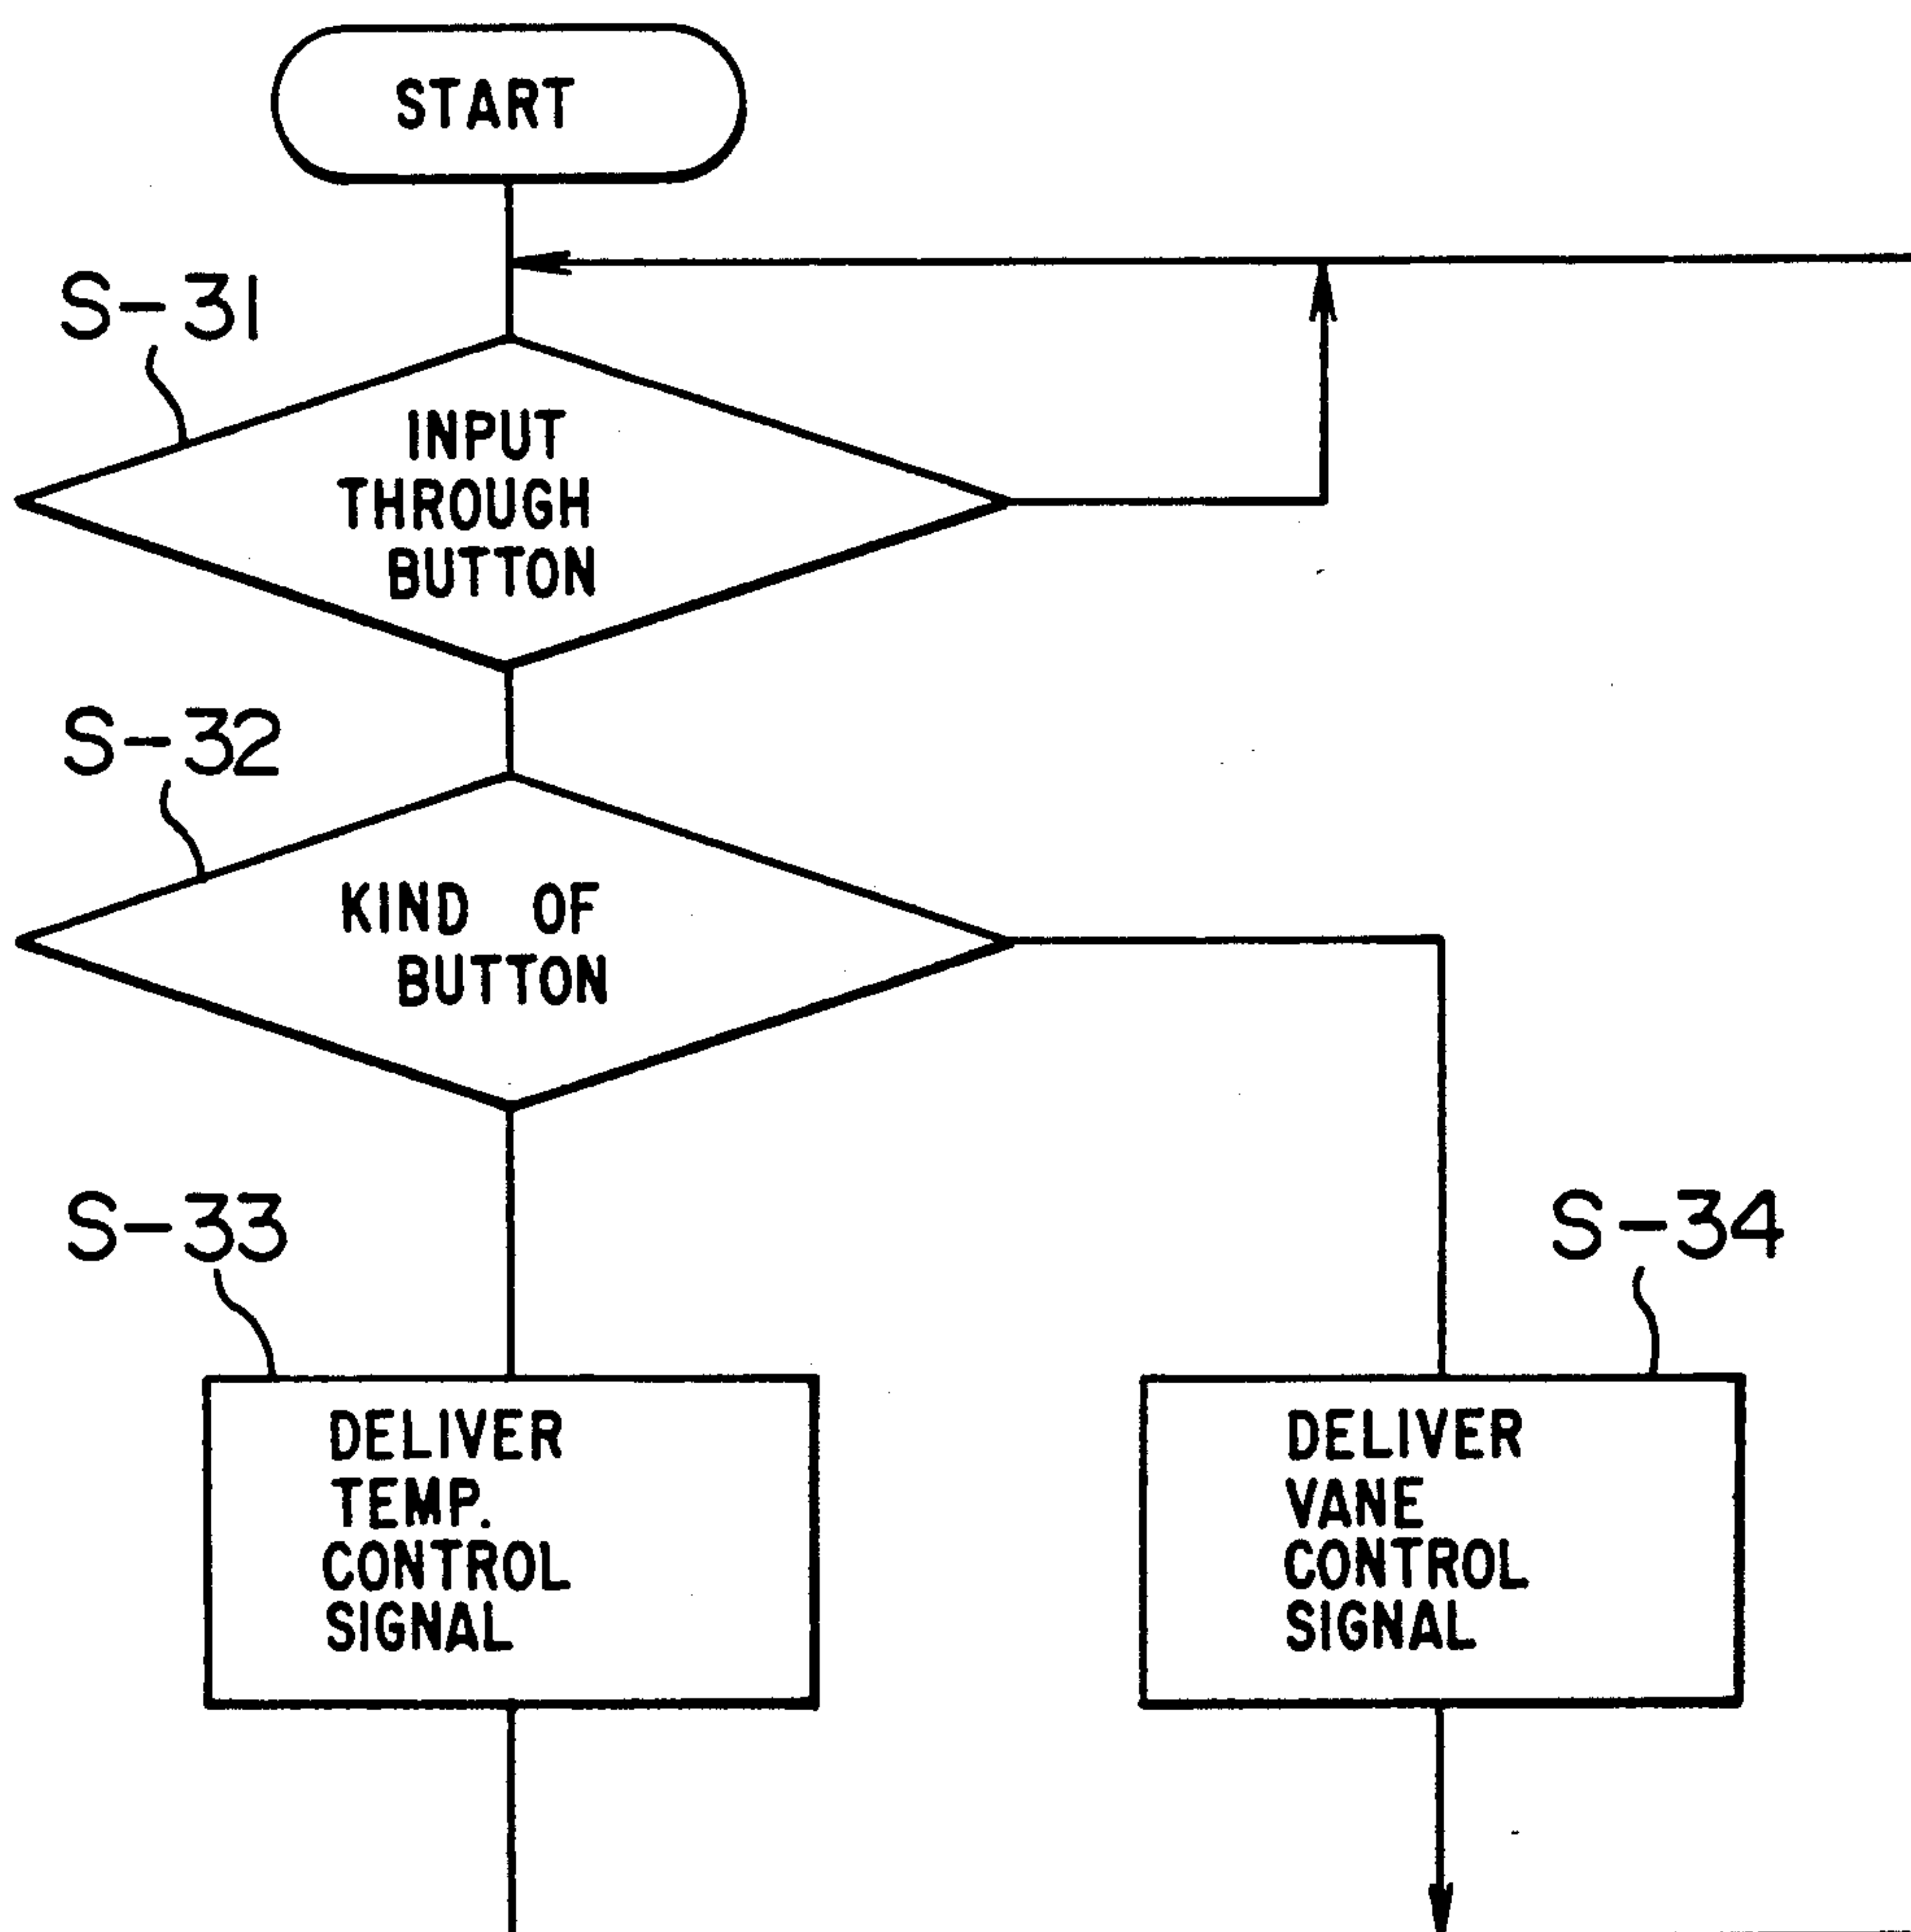 START
S-31
INPUT
THROUGH
BUTTON
S-32
KIND OF
BUTTON
S-33
S-34
DELIVER
TEMP.
CONTROL
SIGNAL
DELIVER
VANE
CONTROL
SIGNAL